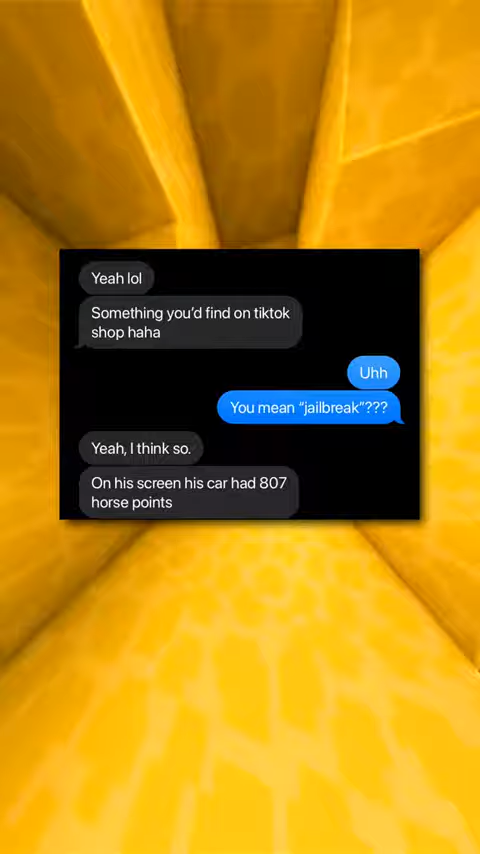 Yeah lol
Something you’d find on tiktok
shop haha
Uhh
You mean “jailbreak”???
Yeah, I think so.
On his screen his car had 807
horse points